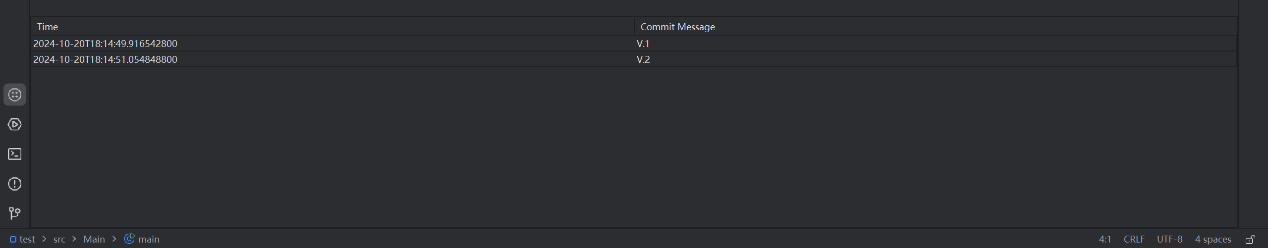 Time Commit Message
2024-10-20T18:14:49.916542800 V.1
2024-10-20T18:14:51.054848800 V.2
test > src > Main > main 4:1 CRLF UTF-8 4 spaces